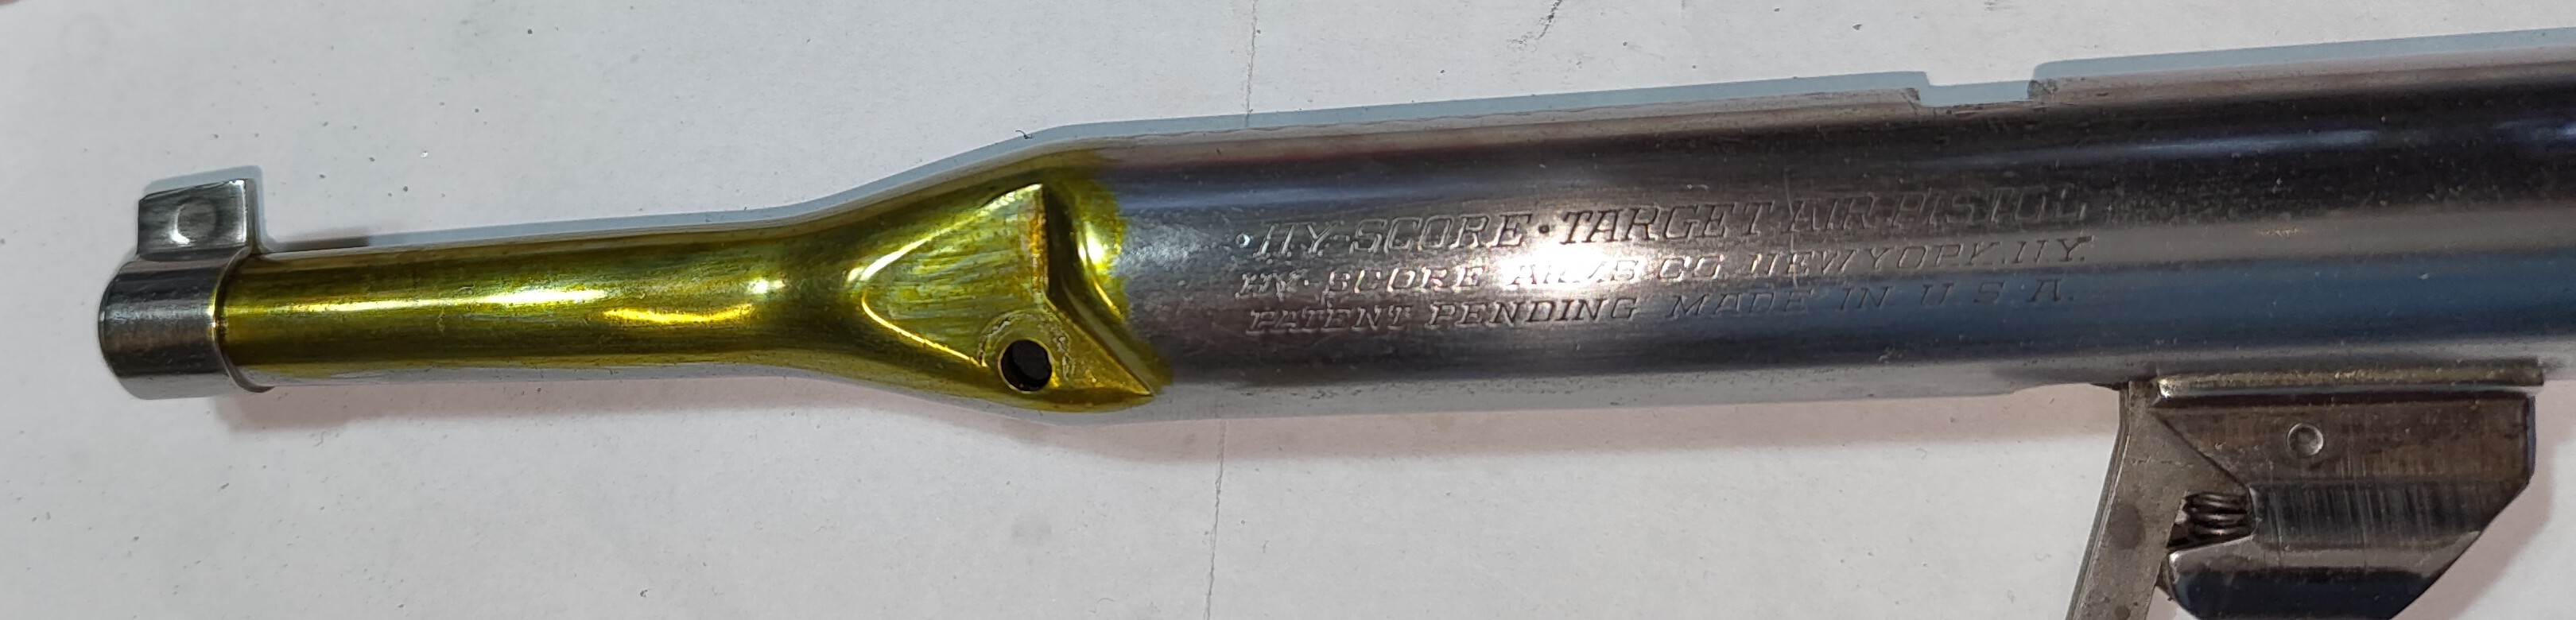 ·HY-SCORE·TARGET AIR PISTOL
HY-SCORE ARMS CO. NEW YORK, N.Y.
PATENT PENDING MADE IN U.S.A.